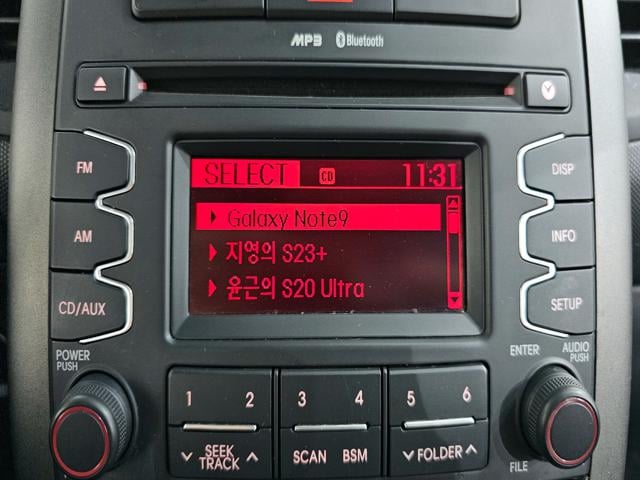 MP3 Bluetooth
FM
AM
CD/AUX
SELECT CD 11:31
Galaxy Note9
지영의 S23+
윤근의 S20 Ultra
DISP
INFO
SETUP
POWER
PUSH
ENTER
AUDIO
PUSH
FILE
1 2 3 4 5 6
SEEK
TRACK
SCAN BSM
FOLDER